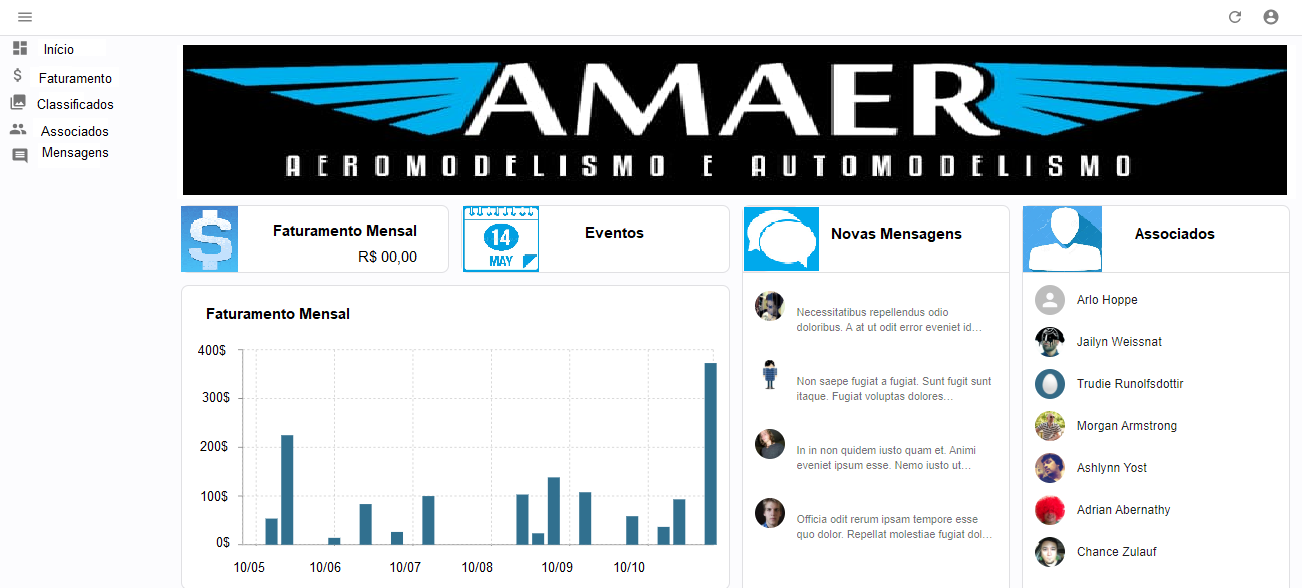 Início
Faturamento
Classificados
Associados
Mensagens
AMAER
AEROMODELISMO E AUTOMODELISMO
Faturamento Mensal
R$ 00,00
14
MAY
Eventos
Novas Mensagens
Associados
Faturamento Mensal
400$
300$
200$
100$
0$
10/05
10/06
10/07
10/08
10/09
10/10
Necessitatibus repellendus odio
doloribus. A at ut odit error eveniet id…
Non saepe fugiat a fugiat. Sunt fugit sunt
itaque. Fugiat voluptas dolores…
In in non quidem iusto quam et. Animi
eveniet ipsum esse. Nemo iusto ut…
Officia odit rerum ipsam tempore esse
quo dolor. Repellat molestiae fugiat dol…
Arlo Hoppe
Jailyn Weissnat
Trudie Runolfsdottir
Morgan Armstrong
Ashlynn Yost
Adrian Abernathy
Chance Zulauf